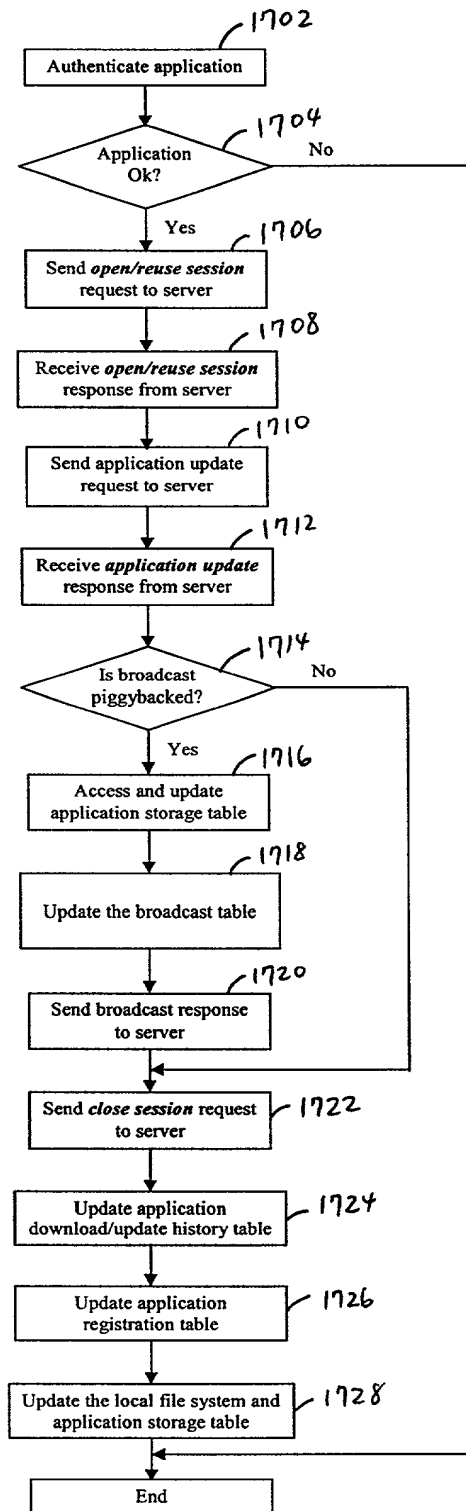 1702
Authenticate application
1704
Application
Ok?
No
Yes
1706
Send open/reuse session
request to server
1708
Receive open/reuse session
response from server
1710
Send application update
request to server
1712
Receive application update
response from server
1714
Is broadcast
piggybacked?
No
Yes
1716
Access and update
application storage table
1718
Update the broadcast table
1720
Send broadcast response
to server
Send close session request
to server
1722
Update application
download/update history table
1724
Update application
registration table
1726
Update the local file system and
application storage table
1728
End